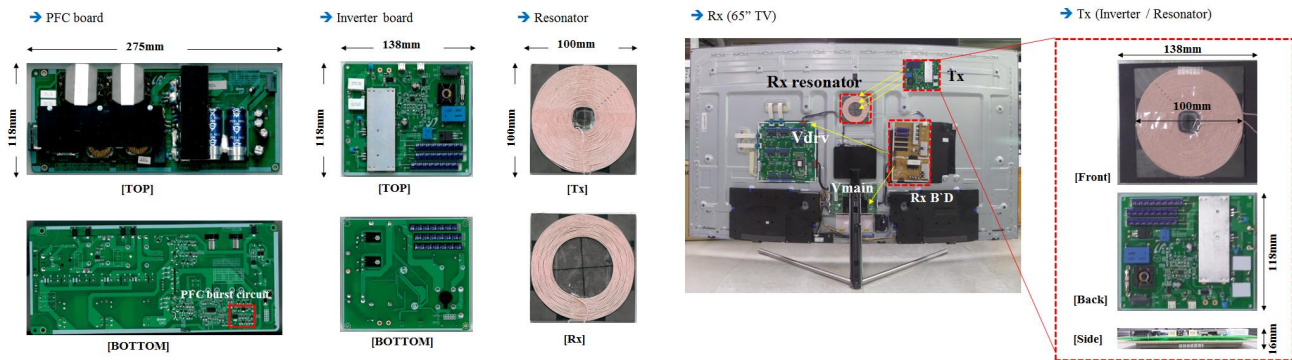 ➔ PFC board
275mm
118mm
[TOP]
PFC burst circuit
[BOTTOM]
➔ Inverter board
138mm
118mm
[TOP]
[BOTTOM]
➔ Resonator
100mm
100mm
[Tx]
[Rx]
➔ Rx (65” TV)
Rx resonator
Tx
Vdrv
Vmain
Rx B`D
➔ Tx (Inverter / Resonator)
138mm
100mm
[Front]
118mm
[Back]
[Side]
16mm